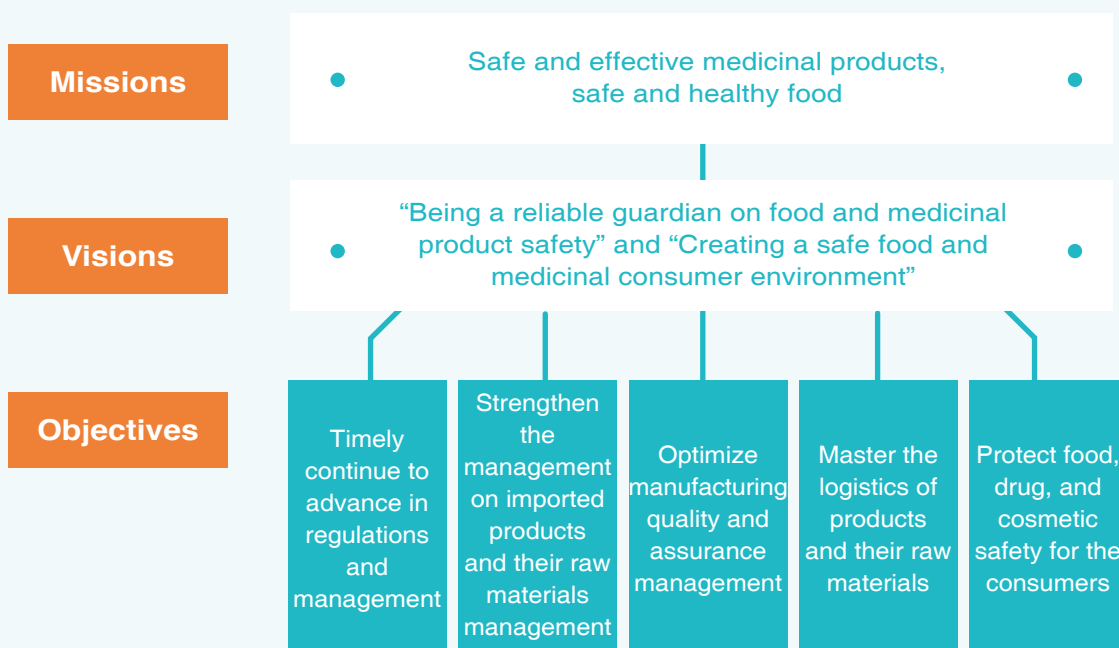 Missions
Safe and effective medicinal products,
safe and healthy food
Visions
“Being a reliable guardian on food and medicinal
product safety” and “Creating a safe food and
medicinal consumer environment”
Objectives
Timely
continue to
advance in
regulations
and
management
Strengthen
the
management
on imported
products
and their raw
materials
management
Optimize
manufacturing
quality and
assurance
management
Master the
logistics of
products
and their raw
materials
Protect food,
drug, and
cosmetic
safety for the
consumers